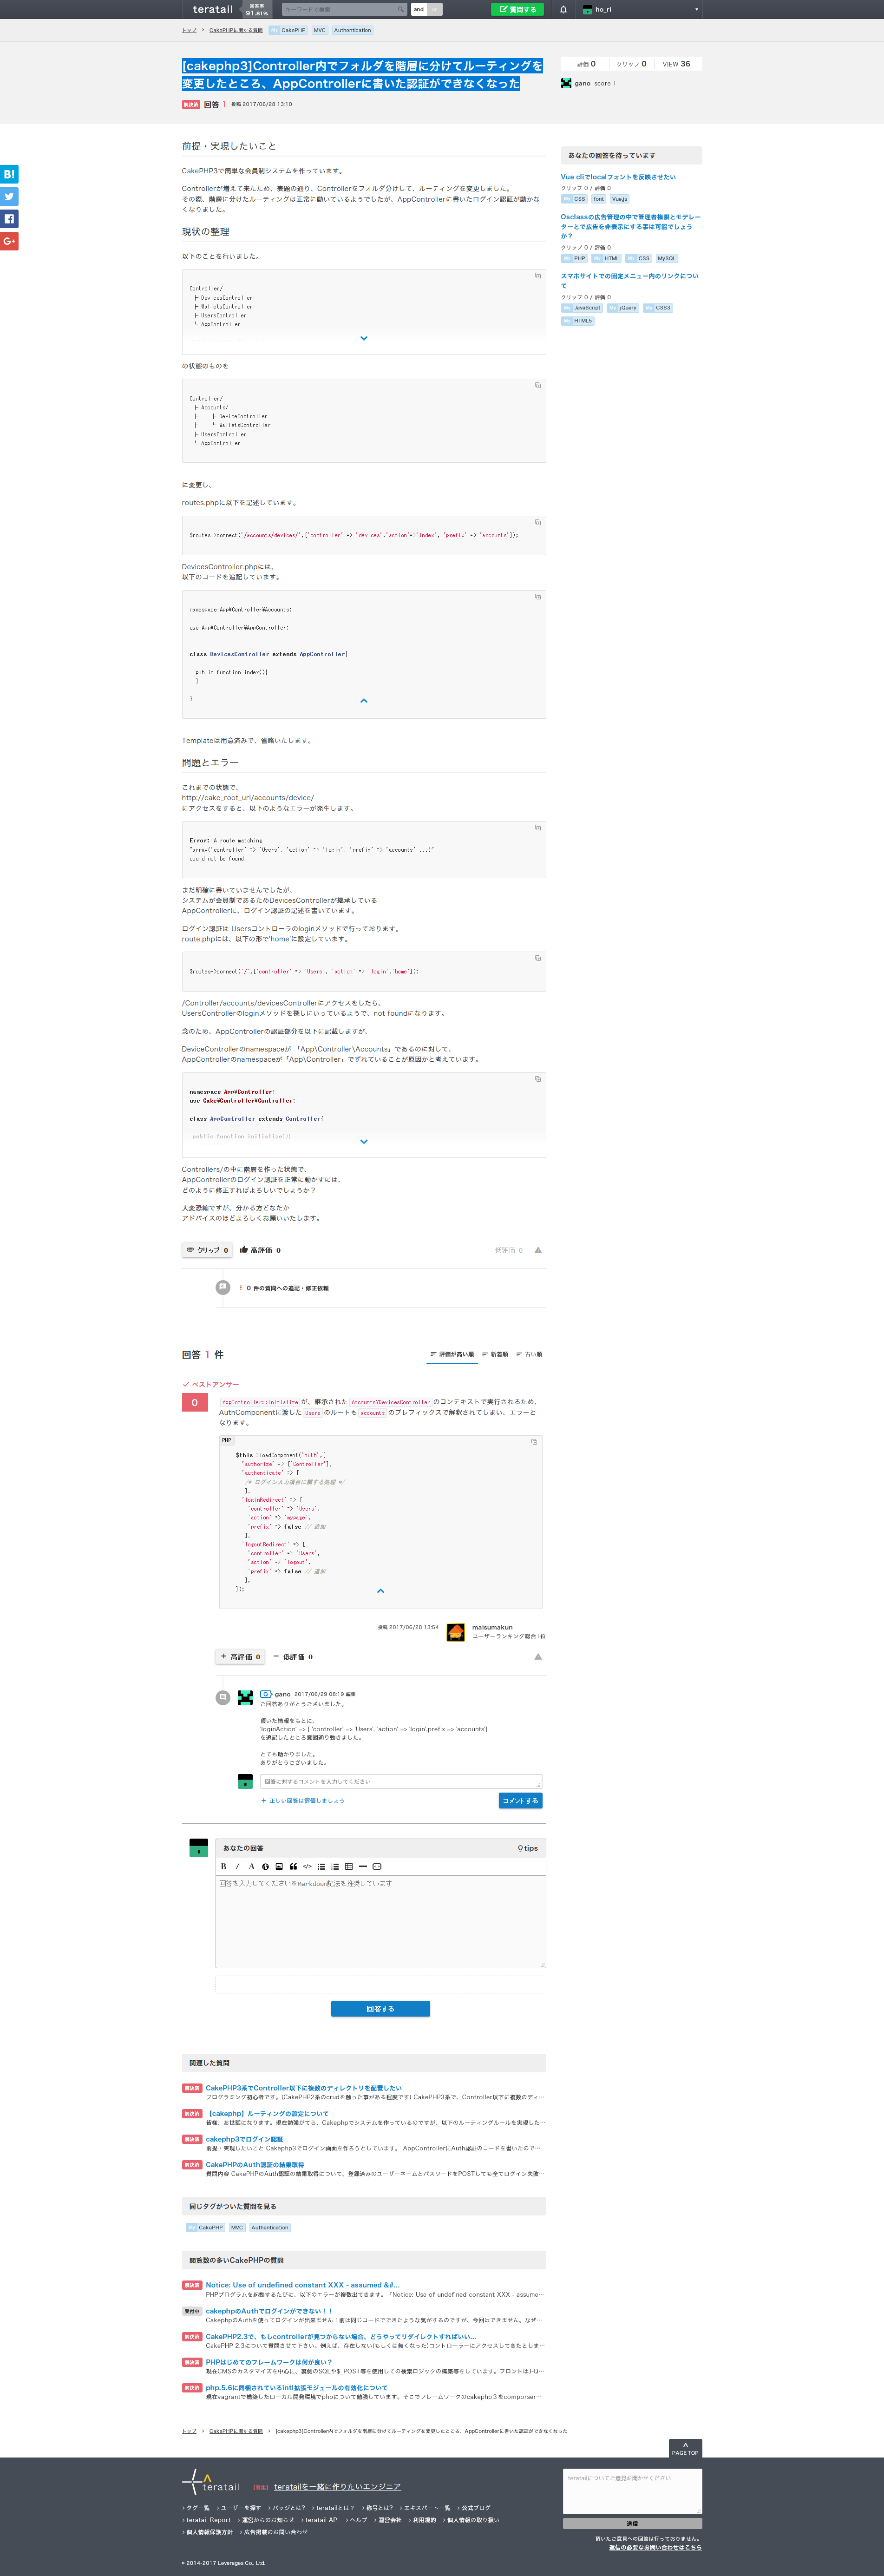 teratail
回答率
91.81%
キーワードで検索
and
質問する
ho_ri
トップ
CakePHPに関する質問
CakePHP
MVC
Authentication
[cakephp3]Controller内でフォルダを階層に分けてルーティングを
変更したところ、AppControllerに書いた認証ができなくなった
解決済
回答 1
投稿 2017/06/28 13:10
評価 0
クリップ 0
VIEW 36
gano score 1
前提・実現したいこと
CakePHP3で簡単な会員制システムを作っています。
Controllerが増えて来たため、表題の通り、Controllerをフォルダ分けして、ルーティングを変更しました。
その際、階層に分けたルーティングは正常に動いているようでしたが、AppControllerに書いたログイン認証が動かな
くなりました。
現状の整理
以下のことを行いました。
Controller/
├ DevicesController
├ WalletsController
├ UsersController
└ AppController
の状態のものを
Controller/
├ Accounts/
├ ├ DeviceController
├ └ WalletsController
├ UsersController
└ AppController
に変更し、
routes.phpに以下を記述しています。
$routes->connect('/accounts/devices/',['controller' => 'devices','action'=>'index', 'prefix' => 'accounts']);
DevicesController.phpには、
以下のコードを追記しています。
namespace App¥Controller¥Accounts;
use App¥Controller¥AppController;
class DevicesController extends AppController{
public function index(){
}
}
Templateは用意済みで、省略いたします。
問題とエラー
これまでの状態で、
http://cake_root_url/accounts/device/
にアクセスをすると、以下のようなエラーが発生します。
Error: A route matching
"array('controller' => 'Users', 'action' => 'login', 'prefix' => 'accounts' ...)"
could not be found
まだ明確に書いていませんでしたが、
システムが会員制であるためDevicesControllerが継承している
AppControllerに、ログイン認証の記述を書いています。
ログイン認証は Usersコントローラのloginメソッドで行っております。
route.phpには、以下の形で'home'に設定しています。
$routes->connect('/',['controller' => 'Users', 'action' => 'login','home']);
/Controller/accounts/devicesControllerにアクセスをしたら、
UsersControllerのloginメソッドを探しにいっているようで、not foundになります。
念のため、AppControllerの認証部分を以下に記載しますが、
DeviceControllerのnamespaceが 「App\Controller\Accounts」であるのに対して、
AppControllerのnamespaceが「App\Controller」でずれていることが原因かと考えています。
namespace App¥Controller;
use Cake¥Controller¥Controller;
class AppController extends Controller{
public function initialize(){
Controllers/の中に階層を作った状態で、
AppControllerのログイン認証を正常に動かすには、
どのように修正すればよろしいでしょうか？
大変恐縮ですが、分かる方どなたか
アドバイスのほどよろしくお願いいたします。
クリップ 0
高評価 0
低評価 0
0 件の質問への追記・修正依頼
回答 1 件
評価が高い順
新着順
古い順
ベストアンサー
0
AppController::initialize が、継承された Accounts¥DevicesController のコンテキストで実行されるため、
AuthComponentに渡した Users のルートも accounts のプレフィックスで解釈されてしまい、エラーと
なります。
PHP
$this->loadComponent('Auth',[
'authorize' => ['Controller'],
'authenticate' => [
/* ログイン入力項目に関する処理 */
],
'loginRedirect' => [
'controller' => 'Users',
'action' => 'mypage',
'prefix' => false // 追加
],
'logoutRedirect' => [
'controller' => 'Users',
'action' => 'logout',
'prefix' => false // 追加
],
]);
投稿 2017/06/28 13:54
maisumakun
ユーザーランキング総合1位
高評価 0
低評価 0
gano 2017/06/29 08:19 編集
ご回答ありがとうございました。
頂いた情報をもとに、
'loginAction' => [ 'controller' => 'Users', 'action' => 'login',prefix => 'accounts']
を追記したところ意図通り動きました。
とても助かりました。
ありがとうございました。
回答に対するコメントを入力してください
正しい回答は評価しましょう
コメントする
あなたの回答
tips
回答を入力してください※Markdown記法を推奨しています
回答する
関連した質問
解決済
CakePHP3系でController以下に複数のディレクトリを配置したい
プログラミング初心者です。(CakePHP2系のcrudを触った事がある程度です) CakePHP3系で、Controller以下に複数のディ…
解決済
【cakephp】ルーティングの設定について
皆様、お世話になります。現在勉強がてら、Cakephpでシステムを作っているのですが、以下のルーティングルールを実現した…
解決済
cakephp3でログイン認証
前提・実現したいこと Cakephp3でログイン画面を作ろうとしています。 AppControllerにAuth認証のコードを書いたので…
解決済
CakePHPのAuth認証の結果取得
質問内容 CakePHPのAuth認証の結果取得について、登録済みのユーザーネームとパスワードをPOSTしても全てログイン失敗…
同じタグがついた質問を見る
CakePHP
MVC
Authentication
閲覧数の多いCakePHPの質問
解決済
Notice: Use of undefined constant XXX - assumed &#...
PHPプログラムを起動するたびに、以下のエラーが複数出てきます。「Notice: Use of undefined constant XXX - assume…
受付中
cakephpのAuthでログインができない！！
CakephpのAuthを使ってログインが出来ません！前は同じコードでできたような気がするのですが、今回はできません。なぜ…
解決済
CakePHP2.3で、もしcontrollerが見つからない場合、どうやってリダイレクトすればいい...
CakePHP 2.3について質問させて下さい。例えば、存在しない(もしくは無くなった)コントローラーにアクセスしてきたとしま…
解決済
PHPはじめてのフレームワークは何が良い？
現在CMSのカスタマイズを中心に、裏側のSQLや$_POST等を使用しての検索ロジックの構築等をしています。フロントはJ-Q…
解決済
php.5.6に同梱されているintl拡張モジュールの有効化について
現在vagrantで構築したローカル開発環境でphpについて勉強しています。そこでフレームワークのcakephp３をcomporser…
トップ
CakePHPに関する質問
[cakephp3]Controller内でフォルダを階層に分けてルーティングを変更したところ、AppControllerに書いた認証ができなくなった
あなたの回答を待っています
Vue cliでlocalフォントを反映させたい
クリップ 0 / 評価 0
CSS
font
Vue.js
Osclassの広告管理の中で管理者権限とモデレー
ターとで広告を非表示にする事は可能でしょう
か？
クリップ 0 / 評価 0
PHP
HTML
CSS
MySQL
スマホサイトでの固定メニュー内のリンクについ
て
クリップ 0 / 評価 0
JavaScript
jQuery
CSS3
HTML5
PAGE TOP
teratail
【募集】 teratailを一緒に作りたいエンジニア
タグ一覧
ユーザーを探す
バッジとは?
teratailとは？
称号とは?
エキスパート一覧
公式ブログ
teratail Report
運営からのお知らせ
teratail API
ヘルプ
運営会社
利用規約
個人情報の取り扱い
個人情報保護方針
広告掲載のお問い合わせ
teratailについてご意見お聞かせください
送信
頂いたご意見への回答は行っておりません。
返信の必要なお問い合わせはこちら
© 2014-2017 Leverages Co., Ltd.